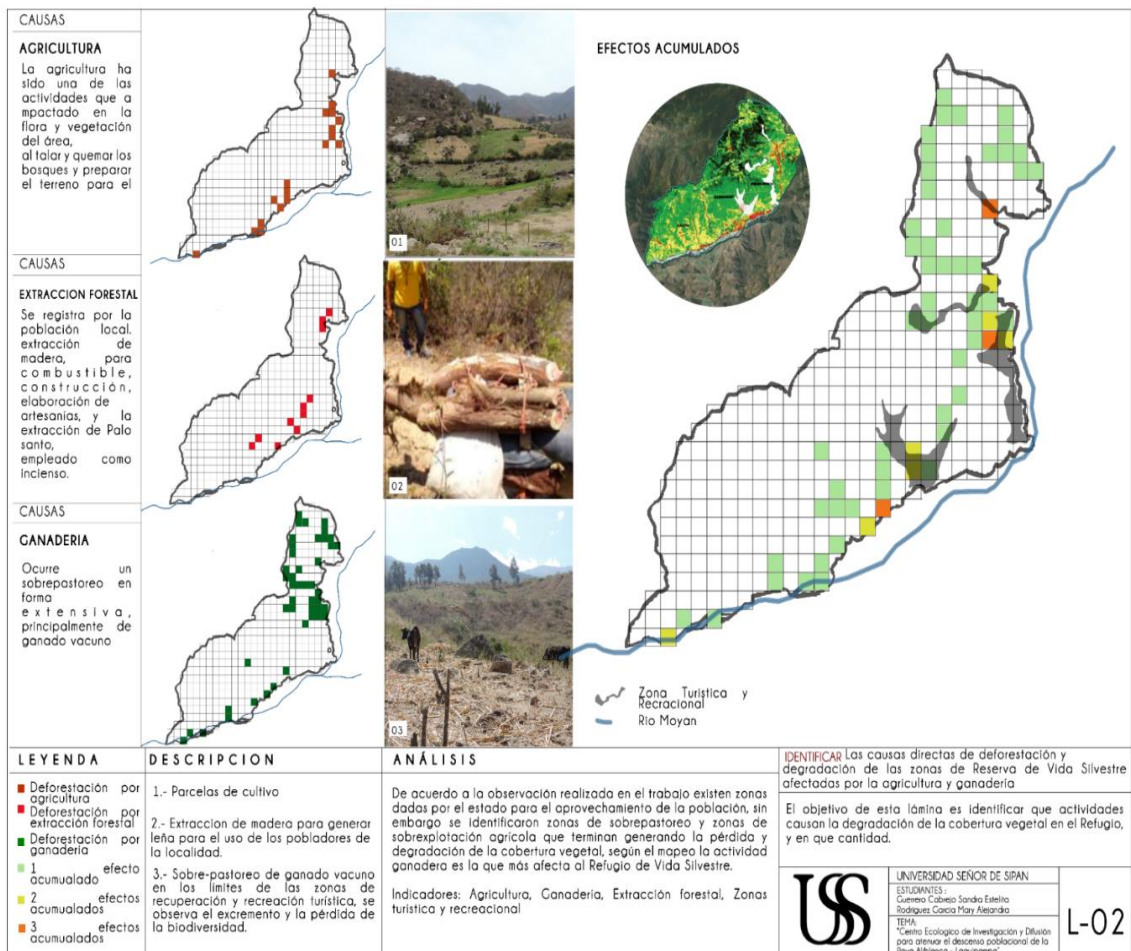 CAUSAS
AGRICULTURA
La agricultura ha
sido una de las
actividades que a
mpactado en la
flora y vegetación
del área,
al talar y quemar los
bosques y preparar
el terreno para el
01
CAUSAS
EXTRACCION FORESTAL
Se registra por la
población local,
extracción de
madera, para
combustible,
construcción,
elaboración de
artesanias, y la
extracción de Palo
santo,
empleado como
incienso.
02
CAUSAS
GANADERIA
Ocurre un
sobrepastoreo en
forma
extensiva,
principalmente de
ganado vacuno
03
EFECTOS ACUMULADOS
Zona Turistica y
Recracional
Rio Moyan
LEYENDA
Deforestación por
agricultura
Deforestación por
extracción forestal
Deforestación por
ganaderia
1 efecto
acumualado
2 efectos
acumualados
3 efectos
acumualados
DESCRIPCION
1.- Parcelas de cultivo
2.- Extraccion de madera para generar
leña para el uso de los pobladores de
la localidad.
3.- Sobre-pastoreo de ganado vacuno
en los límites de las zonas de
recuperación y recreación turística, se
observa el excremento y la pérdida de
la biodiversidad.
ANÁLISIS
De acuerdo a la observación realizada en el trabajo existen zonas
dadas por el estado para el aprovechamiento de la población, sin
embargo se identificaron zonas de sobrepastoreo y zonas de
sobrexplotación agrícola que terminan generando la pérdida y
degradación de la cobertura vegetal, según el mapeo la actividad
ganadera es la que más afecta al Refugio de Vida Silvestre.
Indicadores: Agricultura, Ganaderia, Extracción forestal, Zonas
turistica y recreacional
IDENTIFICAR Las causas directas de deforestación y
degradación de las zonas de Reserva de Vida Silvestre
afectadas por la agricultura y ganadería
El objetivo de esta lámina es identificar que actividades
causan la degradación de la cobertura vegetal en el Refugio,
y en que cantidad.
USS
UNIVERSIDAD SEÑOR DE SIPAN
ESTUDIANTES :
Guerrero Cabrejo Sandra Estelita
Rodriguez Garcia Mary Alejandra
TEMA:
"Centro Ecologico de Investigación y Difusión
para atenuar el descenso poblacional de la
L-02